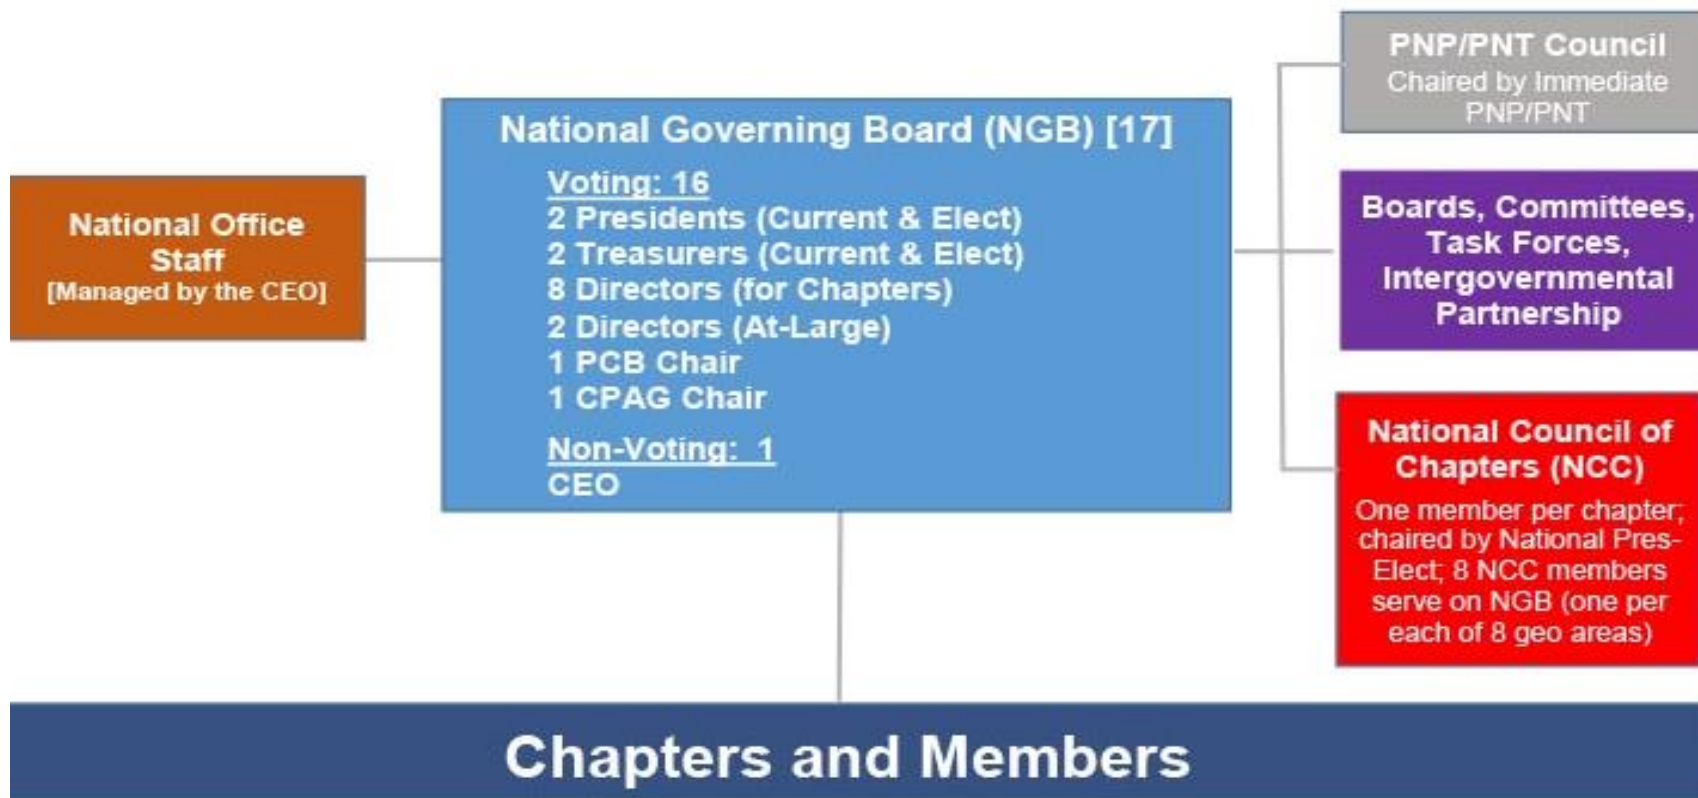 PNP/PNT Council
Chaired by Immediate
PNP/PNT
National Governing Board (NGB) [17]
Voting: 16
2 Presidents (Current & Elect)
2 Treasurers (Current & Elect)
8 Directors (for Chapters)
2 Directors (At-Large)
1 PCB Chair
1 CPAG Chair
Non-Voting: 1
CEO
National Office
Staff
[Managed by the CEO]
Boards, Committees,
Task Forces,
Intergovernmental
Partnership
National Council of
Chapters (NCC)
One member per chapter;
chaired by National Pres-
Elect; 8 NCC members
serve on NGB (one per
each of 8 geo areas)
Chapters and Members